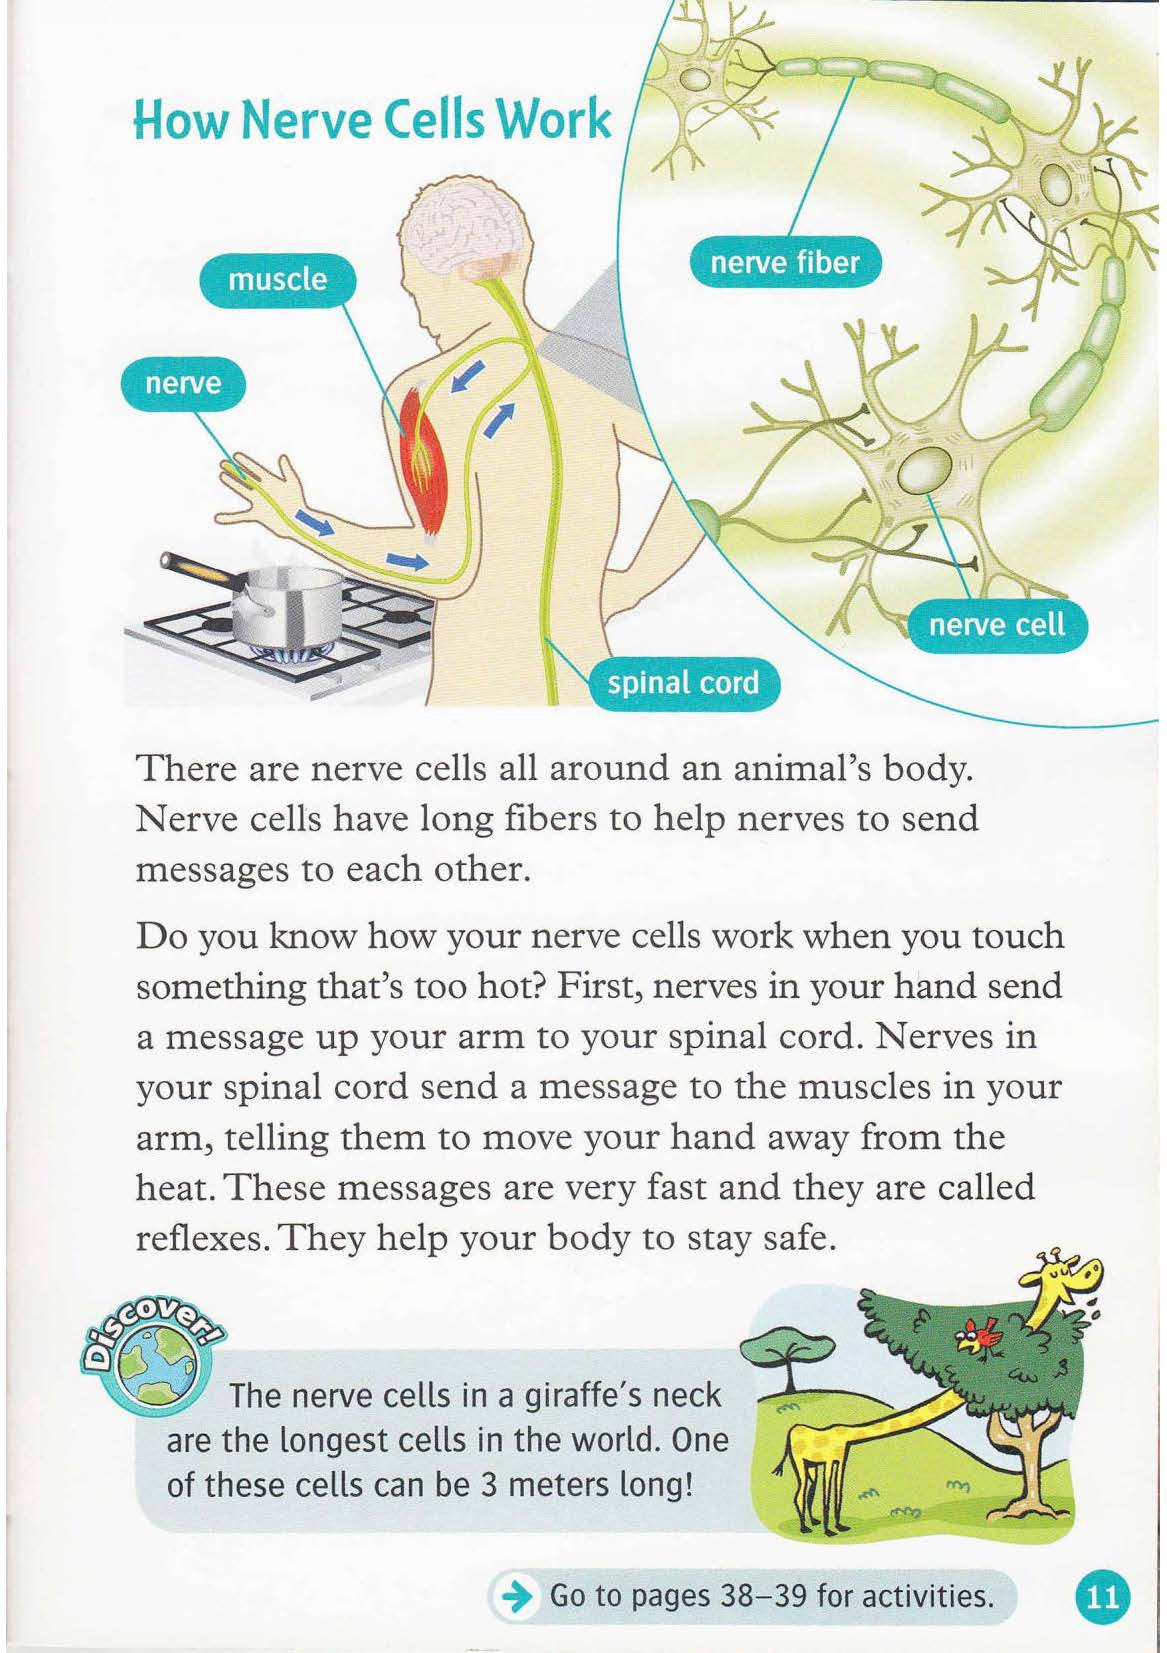 How Nerve Cells Work
muscle
nerve
nerve fiber
nerve cell
spinal cord
There are nerve cells all around an animal's body.
Nerve cells have long fibers to help nerves to send
messages to each other.
Do you know how your nerve cells work when you touch
something that's too hot? First, nerves in your hand send
a message up your arm to your spinal cord. Nerves in
your spinal cord send a message to the muscles in your
arm, telling them to move your hand away from the
heat. These messages are very fast and they are called
reflexes. They help your body to stay safe.
Discover!
The nerve cells in a giraffe's neck
are the longest cells in the world. One
of these cells can be 3 meters long!
Go to pages 38–39 for activities.
11